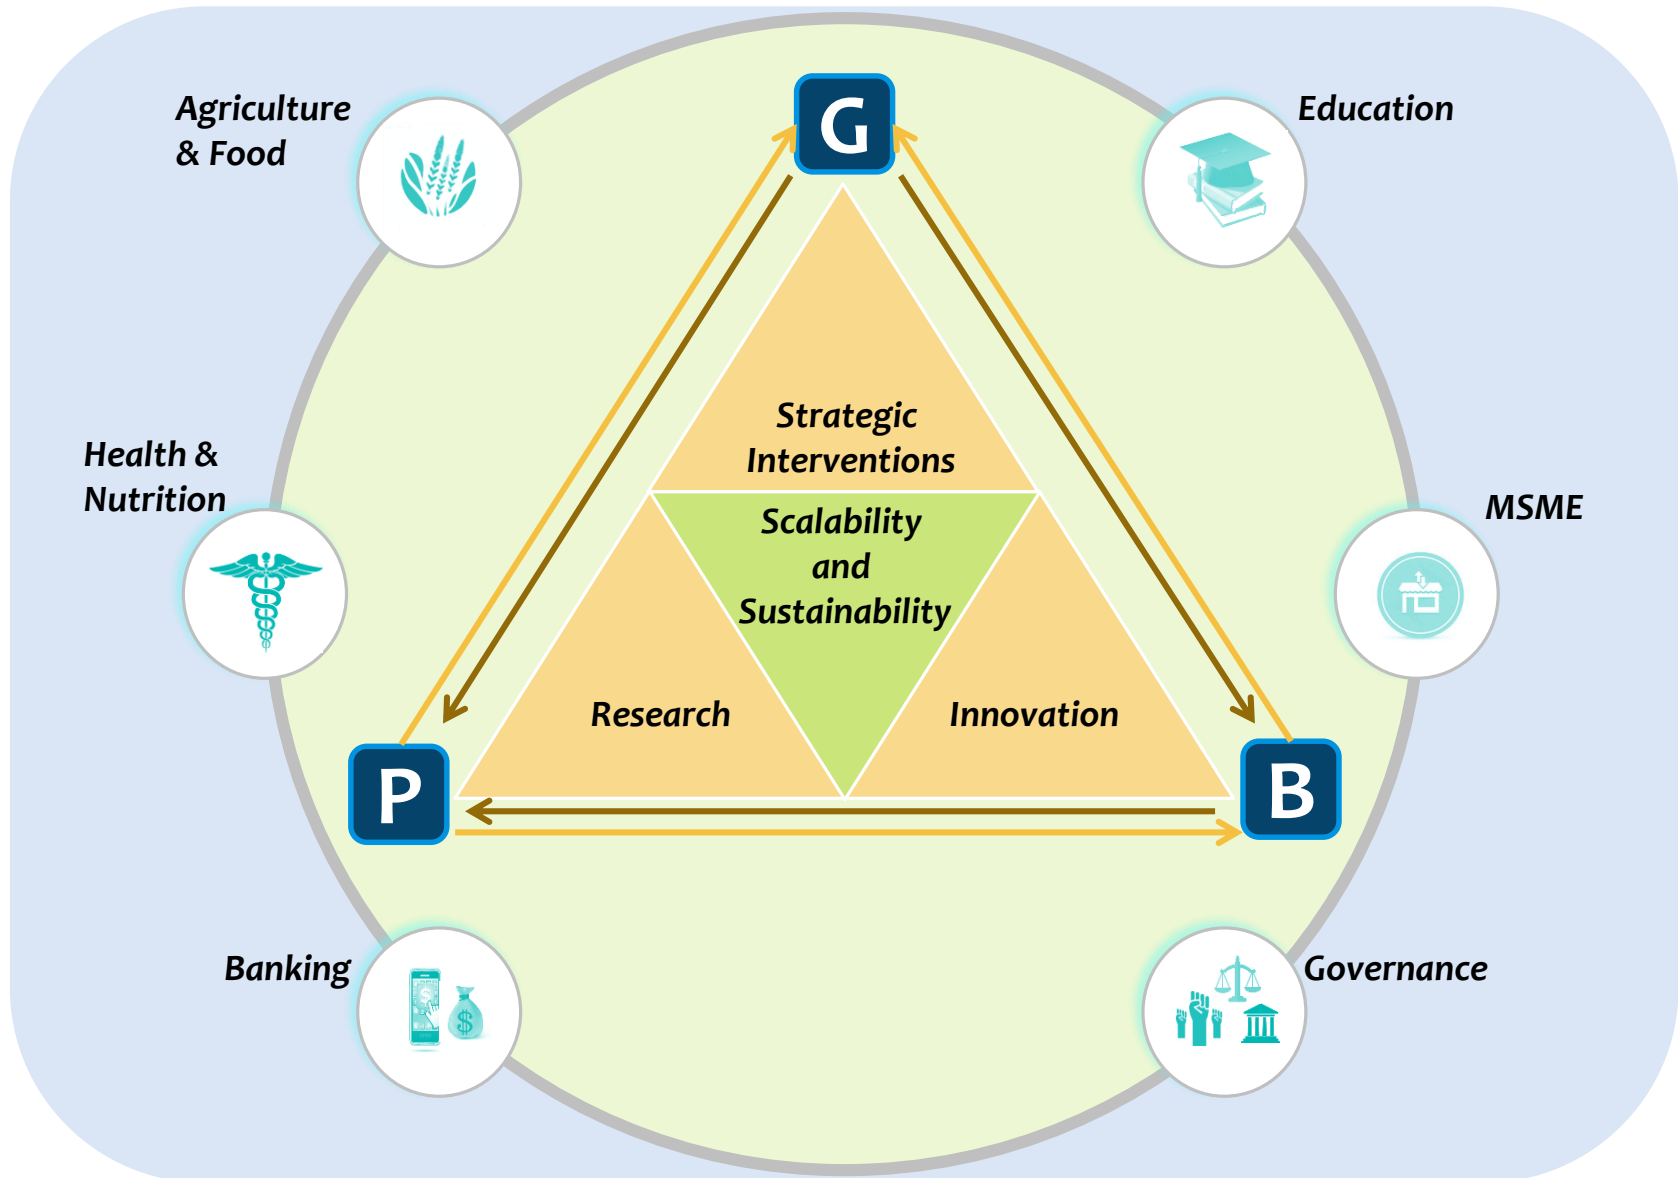 G
Agriculture
& Food
Education
Strategic
Interventions
Health &
Nutrition
Scalability
and
Sustainability
MSME
Research
Innovation
P
B
Banking
Governance
$
$